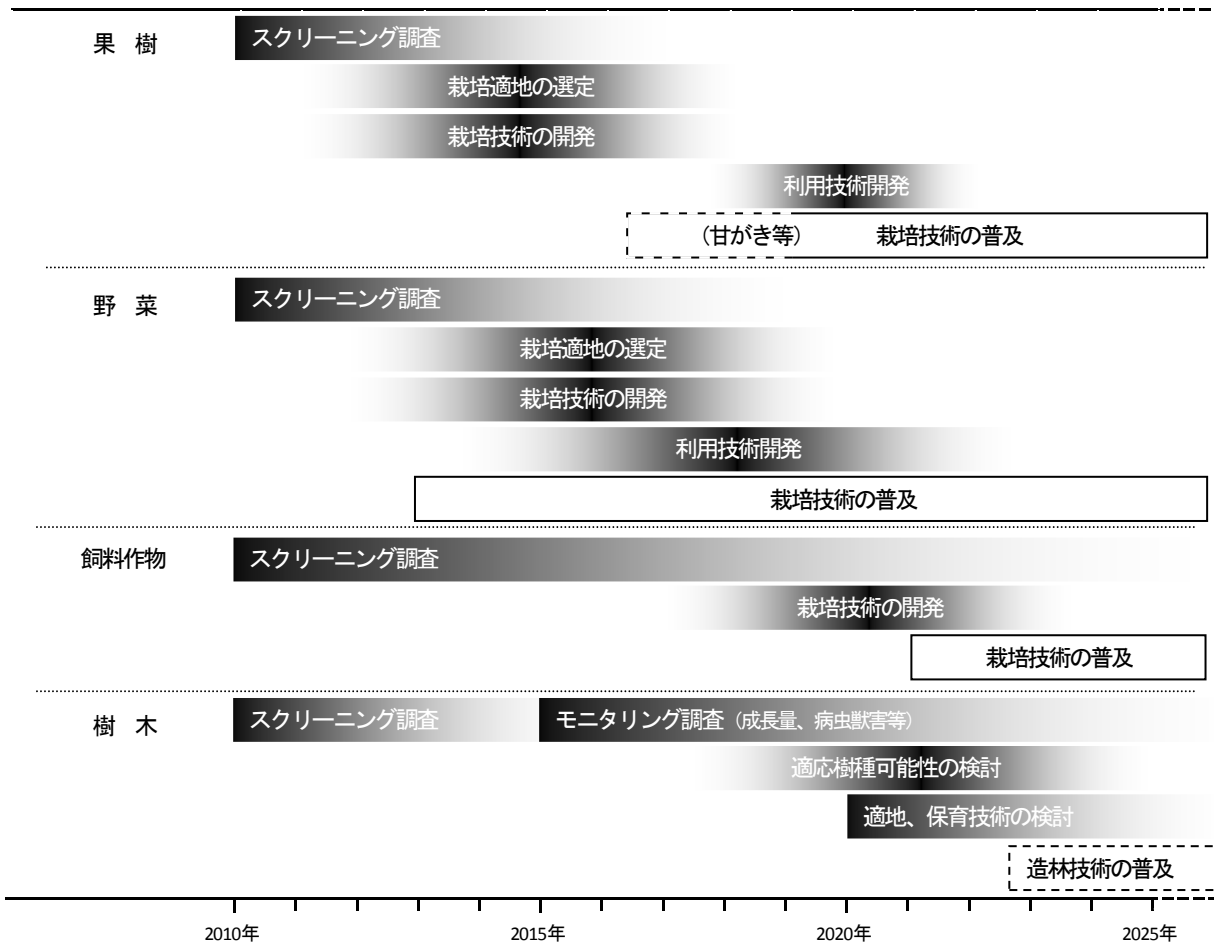 果 樹
スクリーニング調査
栽培適地の選定
栽培技術の開発
利用技術開発
（甘がき等） 栽培技術の普及
野 菜
スクリーニング調査
栽培適地の選定
栽培技術の開発
利用技術開発
栽培技術の普及
飼料作物
スクリーニング調査
栽培技術の開発
栽培技術の普及
樹 木
スクリーニング調査
モニタリング調査（成長量、病虫獣害等）
適応樹種可能性の検討
適地、保育技術の検討
造林技術の普及
2010年 2015年 2020年 2025年